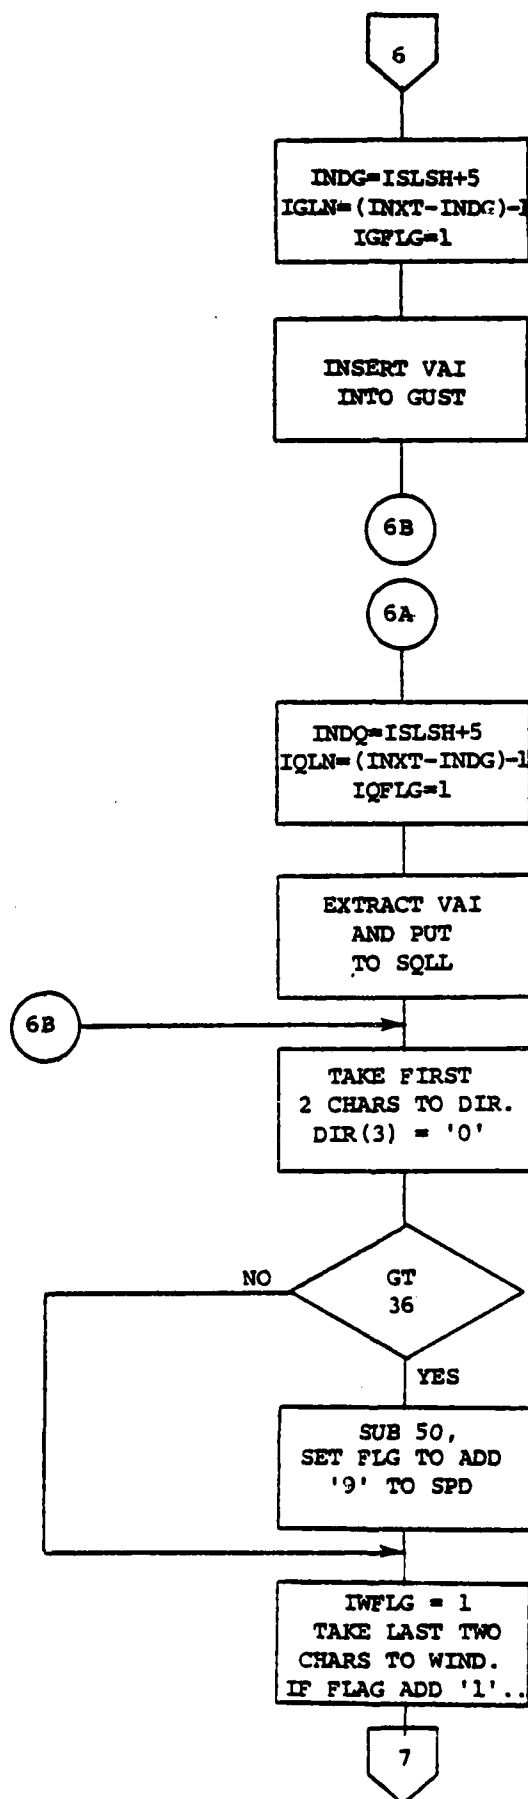 6
INDG=ISLSH+5
IGLN=(INXT-INDG)-1
IGFLG=1
INSERT VAI
INTO GUST
6B
6A
INDQ=ISLSH+5
IQLN=(INXT-INDG)-1
IQFLG=1
EXTRACT VAI
AND PUT
TO SQLL
6B
TAKE FIRST
2 CHARS TO DIR.
DIR(3) = '0'
NO
GT
36
YES
SUB 50,
SET FLG TO ADD
'9' TO SPD
IWFLG = 1
TAKE LAST TWO
CHARS TO WIND.
IF FLAG ADD '1'..
7